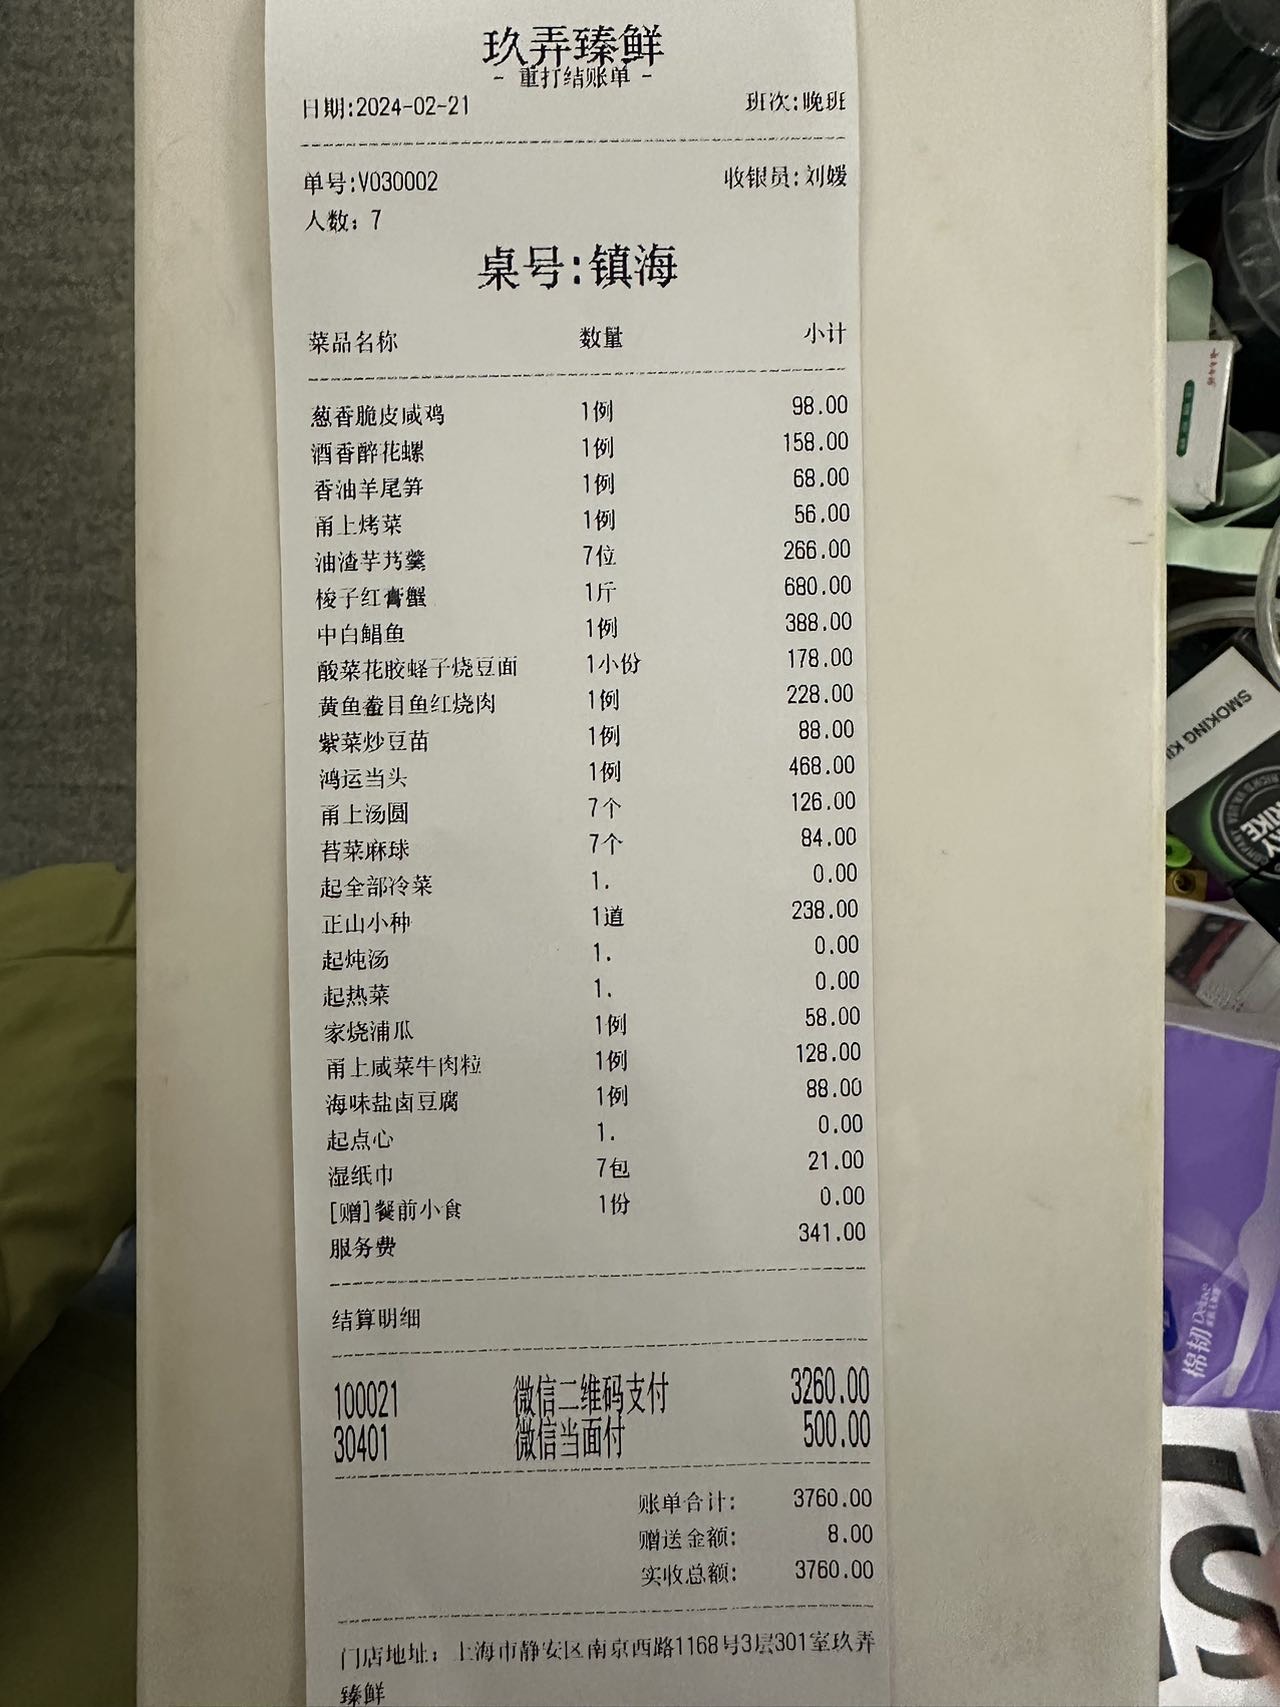 玖弄臻鲜
- 重打结账单 -
日期:2024-02-21 班次:晚班
单号:V030002 收银员:刘媛
人数: 7
桌号:镇海
菜品名称 数量 小计
葱香脆皮咸鸡 1例 98.00
酒香醉花螺 1例 158.00
香油羊尾笋 1例 68.00
甬上烤菜 1例 56.00
油渣芋艿羹 7位 266.00
梭子红膏蟹 1斤 680.00
中白鲳鱼 1例 388.00
酸菜花胶蛏子烧豆面 1小份 178.00
黄鱼鲞目鱼红烧肉 1例 228.00
紫菜炒豆苗 1例 88.00
鸿运当头 1例 468.00
甬上汤圆 7个 126.00
苔菜麻球 7个 84.00
起全部冷菜 1. 0.00
正山小种 1道 238.00
起炖汤 1. 0.00
起热菜 1. 0.00
家烧浦瓜 1例 58.00
甬上咸菜牛肉粒 1例 128.00
海味盐卤豆腐 1例 88.00
起点心 1. 0.00
湿纸巾 7包 21.00
[赠]餐前小食 1份 0.00
服务费 341.00
结算明细
100021 微信二维码支付 3260.00
30401 微信当面付 500.00
账单合计: 3760.00
赠送金额: 8.00
实收总额: 3760.00
门店地址: 上海市静安区南京西路1168号3层301室玖弄
臻鲜
SMOKING KI
棉韧 Deluxe